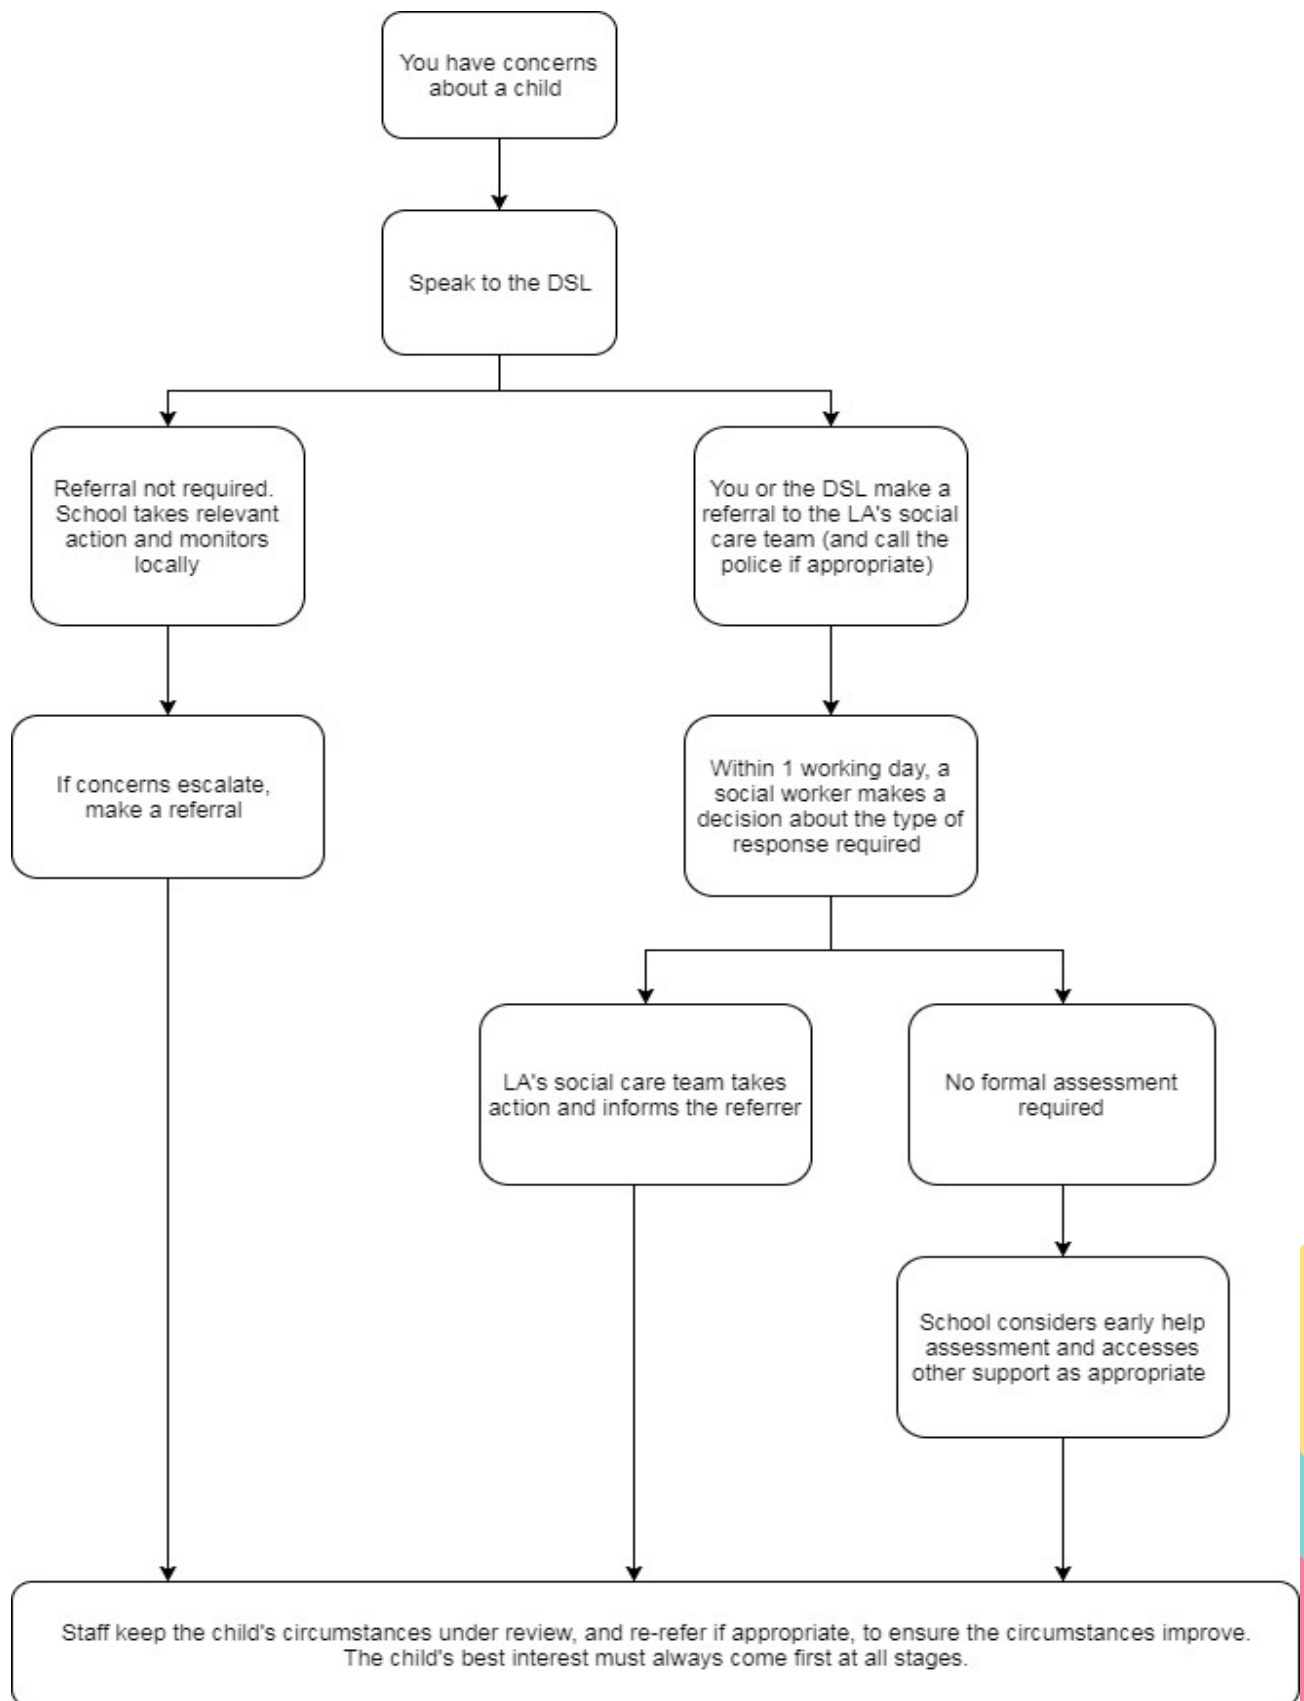 You have concerns
about a child
Speak to the DSL
Referral not required.
School takes relevant
action and monitors
locally
You or the DSL make a
referral to the LA's social
care team (and call the
police if appropriate)
If concerns escalate,
make a referral
Within 1 working day, a
social worker makes a
decision about the type of
response required
LA's social care team takes
action and informs the referrer
No formal assessment
required
School considers early help
assessment and accesses
other support as appropriate
Staff keep the child's circumstances under review, and re-refer if appropriate, to ensure the circumstances improve.
The child's best interest must always come first at all stages.